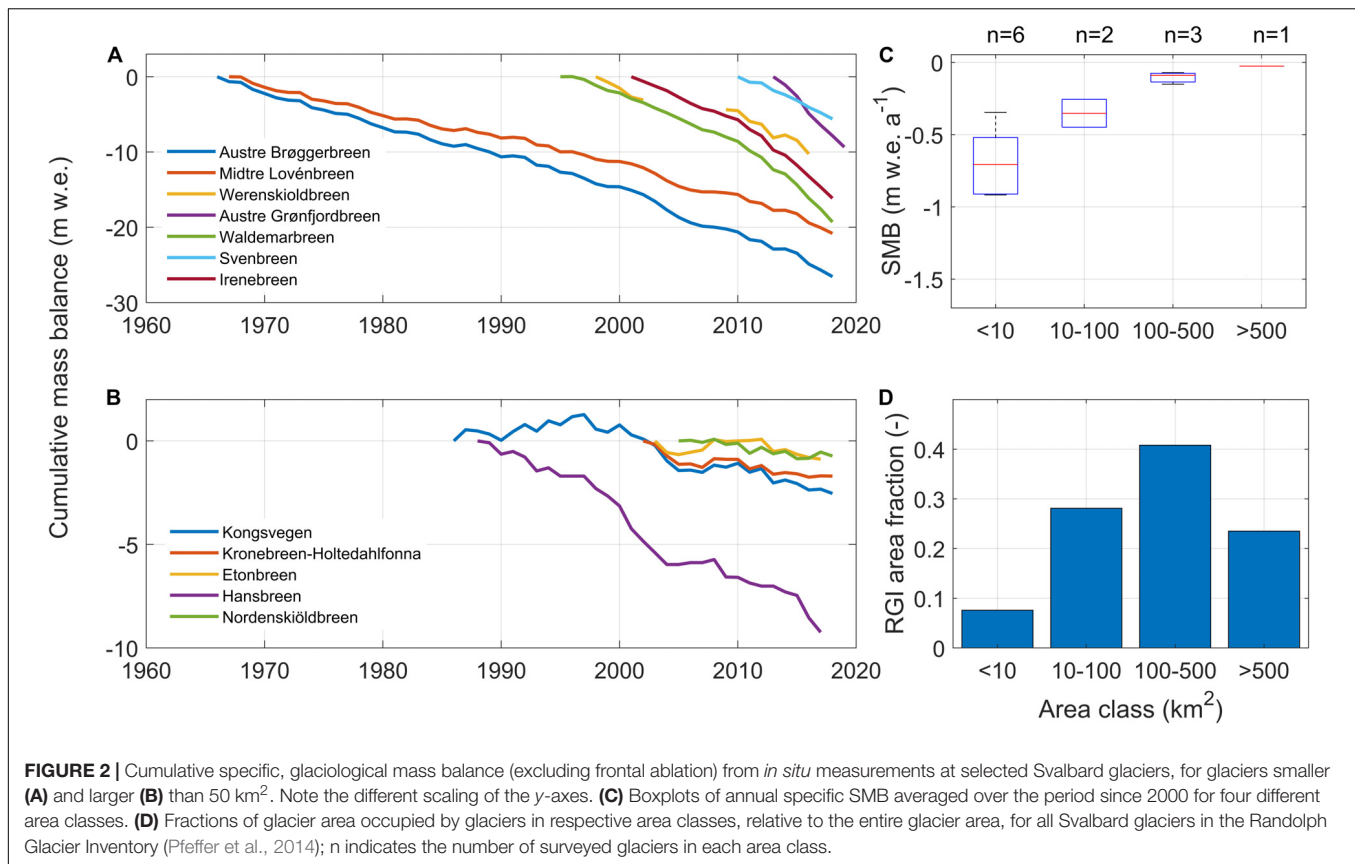 A
0
-10
-20
-30
Austre Brøggerbreen
Midtre Lovénbreen
Werenskioldbreen
Austre Grønfjordbreen
Waldemarbreen
Svenbreen
Irenebreen
1960 1970 1980 1990 2000 2010 2020
Cumulative mass balance (m w.e.)
B
0
-5
-10
Kongsvegen
Kronebreen-Holtedahlfonna
Etonbreen
Hansbreen
Nordenskiöldbreen
1960 1970 1980 1990 2000 2010 2020
n=6 n=2 n=3 n=1
C
SMB (m w.e. a⁻¹)
0
-0.5
-1
-1.5
<10 10-100 100-500 >500
D
RGI area fraction (-)
0.4
0.3
0.2
0.1
0
<10 10-100 100-500 >500
Area class (km²)
FIGURE 2 | Cumulative specific, glaciological mass balance (excluding frontal ablation) from in situ measurements at selected Svalbard glaciers, for glaciers smaller
(A) and larger (B) than 50 km². Note the different scaling of the y-axes. (C) Boxplots of annual specific SMB averaged over the period since 2000 for four different
area classes. (D) Fractions of glacier area occupied by glaciers in respective area classes, relative to the entire glacier area, for all Svalbard glaciers in the Randolph
Glacier Inventory (Pfeffer et al., 2014); n indicates the number of surveyed glaciers in each area class.